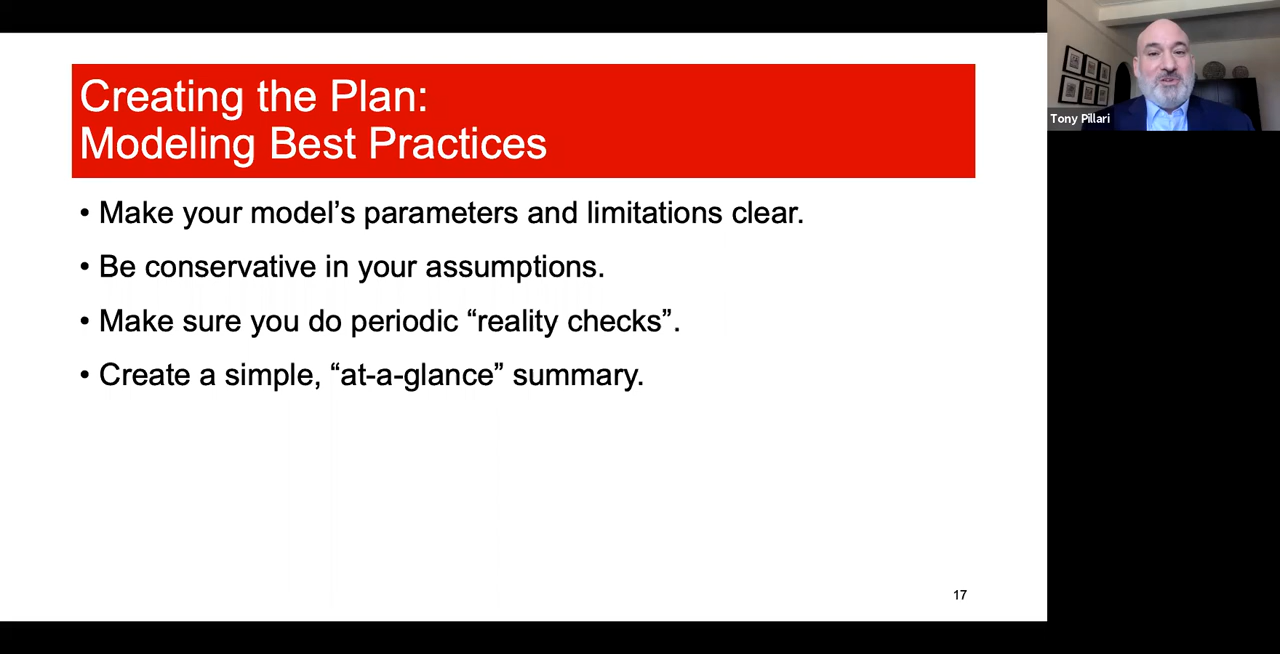 Creating the Plan:
Modeling Best Practices
• Make your model’s parameters and limitations clear.
• Be conservative in your assumptions.
• Make sure you do periodic “reality checks”.
• Create a simple, “at-a-glance” summary.
17
Tony Pillari